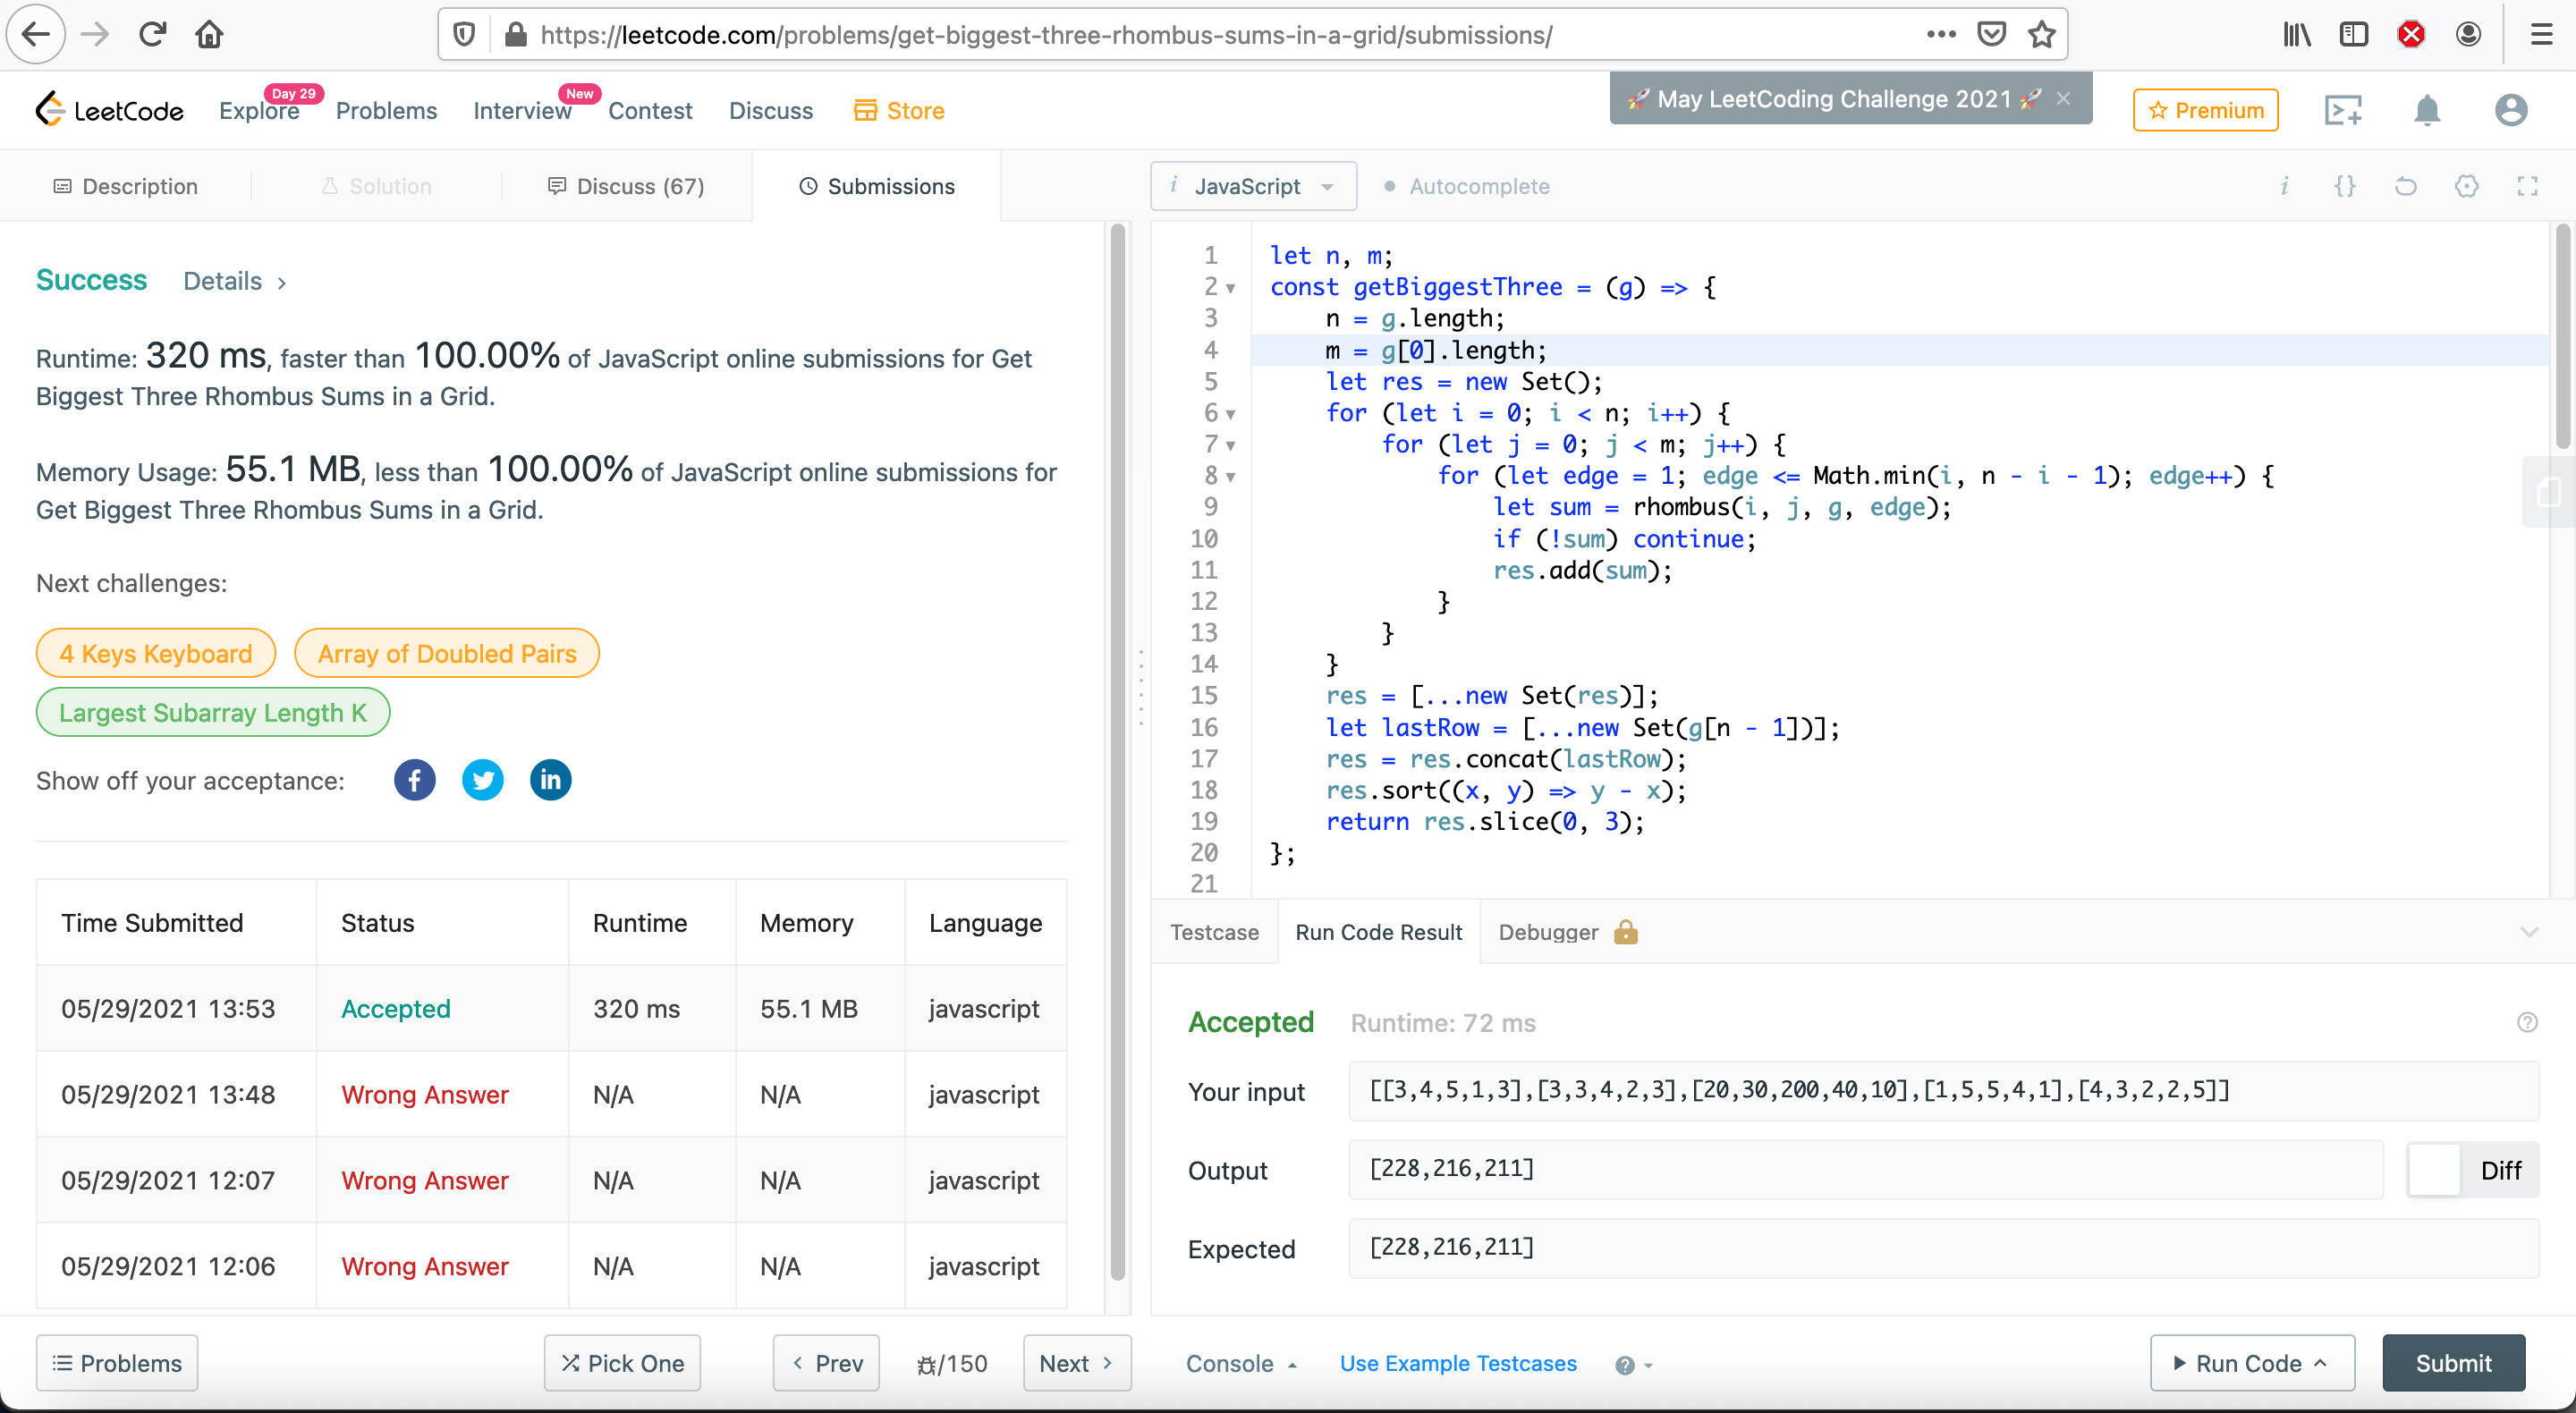 https://leetcode.com/problems/get-biggest-three-rhombus-sums-in-a-grid/submissions/
LeetCode
Explore
Day 29
Problems
Interview
New
Contest
Discuss
Store
🚀 May LeetCoding Challenge 2021 🚀
Premium
Description
Solution
Discuss (67)
Submissions
Success Details >
Runtime: 320 ms, faster than 100.00% of JavaScript online submissions for Get
Biggest Three Rhombus Sums in a Grid.
Memory Usage: 55.1 MB, less than 100.00% of JavaScript online submissions for
Get Biggest Three Rhombus Sums in a Grid.
Next challenges:
4 Keys Keyboard
Array of Doubled Pairs
Largest Subarray Length K
Show off your acceptance:
Time Submitted Status Runtime Memory Language
05/29/2021 13:53 Accepted 320 ms 55.1 MB javascript
05/29/2021 13:48 Wrong Answer N/A N/A javascript
05/29/2021 12:07 Wrong Answer N/A N/A javascript
05/29/2021 12:06 Wrong Answer N/A N/A javascript
Problems
Pick One
< Prev
/150
Next >
i JavaScript
Autocomplete
1 let n, m;
2 const getBiggestThree = (g) => {
3 n = g.length;
4 m = g[0].length;
5 let res = new Set();
6 for (let i = 0; i < n; i++) {
7 for (let j = 0; j < m; j++) {
8 for (let edge = 1; edge <= Math.min(i, n - i - 1); edge++) {
9 let sum = rhombus(i, j, g, edge);
10 if (!sum) continue;
11 res.add(sum);
12 }
13 }
14 }
15 res = [...new Set(res)];
16 let lastRow = [...new Set(g[n - 1])];
17 res = res.concat(lastRow);
18 res.sort((x, y) => y - x);
19 return res.slice(0, 3);
20 };
21
Testcase
Run Code Result
Debugger
Accepted Runtime: 72 ms
Your input [[3,4,5,1,3],[3,3,4,2,3],[20,30,200,40,10],[1,5,5,4,1],[4,3,2,2,5]]
Output [228,216,211]
Diff
Expected [228,216,211]
Console
Use Example Testcases
Run Code
Submit